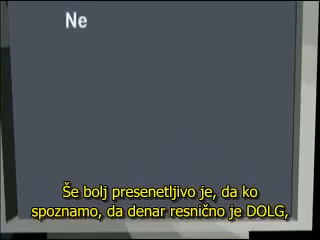 Ne
Še bolj presenetljivo je, da ko
spoznamo, da denar resnično je DOLG,